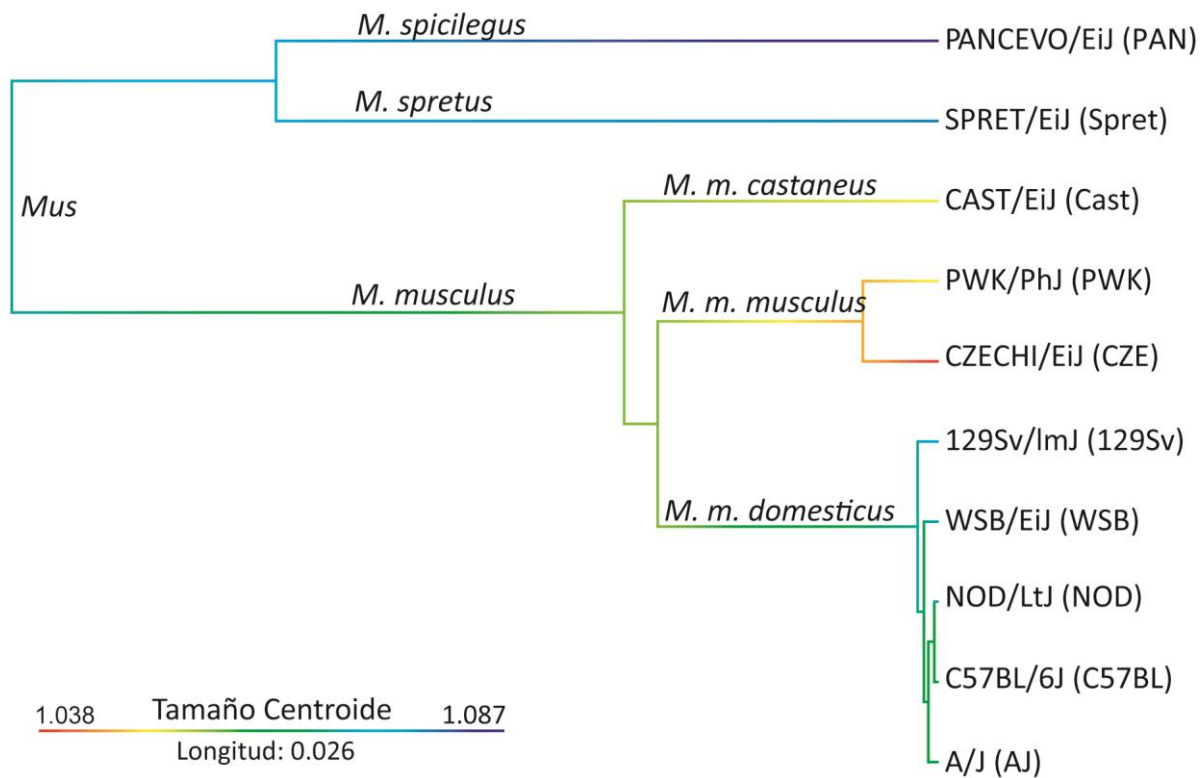 M. spicilegus
PANCEVO/EiJ (PAN)
M. spretus
SPRET/EiJ (Spret)
Mus
M. m. castaneus
CAST/EiJ (Cast)
M. musculus
M. m. musculus
PWK/PhJ (PWK)
CZECHI/EiJ (CZE)
129Sv/lmJ (129Sv)
M. m. domesticus
WSB/EiJ (WSB)
NOD/LtJ (NOD)
C57BL/6J (C57BL)
1.038 Tamaño Centroide 1.087
Longitud: 0.026
A/J (AJ)